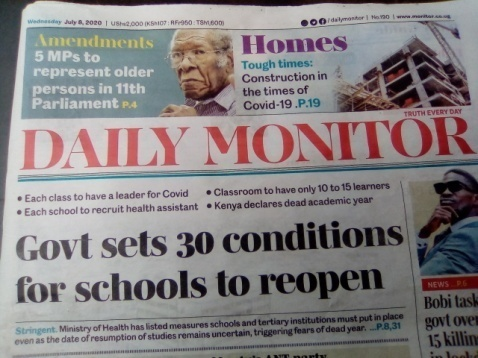 Wednesday July 8, 2020 | UShs2,000 (KSh107 : RFr950 : TSh1,600)
/dailymonitor | No:190 | www.monitor.co.ug
Amendments
5 MPs to
represent older
persons in 11th
Parliament P.4
Homes
Tough times:
Construction in
the times of
Covid-19 .P.19
TRUTH EVERY DAY
DAILY MONITOR
• Each class to have a leader for Covid
• Each school to recruit health assistant
• Classroom to have only 10 to 15 learners
• Kenya declares dead academic year
Govt sets 30 conditions
for schools to reopen
Stringent. Ministry of Health has listed measures schools and tertiary institutions must put in place
even as the date of resumption of studies remains uncertain, triggering fears of dead year. ...P.8,31
NEWS ..P.6
Bobi task
govt over
15 killin